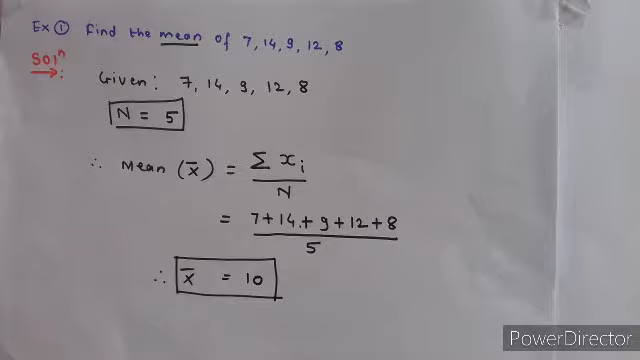 Ex ① Find the mean of 7, 14, 9, 12, 8
Solⁿ :
Given : 7, 14, 9, 12, 8
N = 5
∴ Mean (x̄) = Σ xᵢ / N
= 7+14+9+12+8 / 5
∴ x̄ = 10
PowerDirector